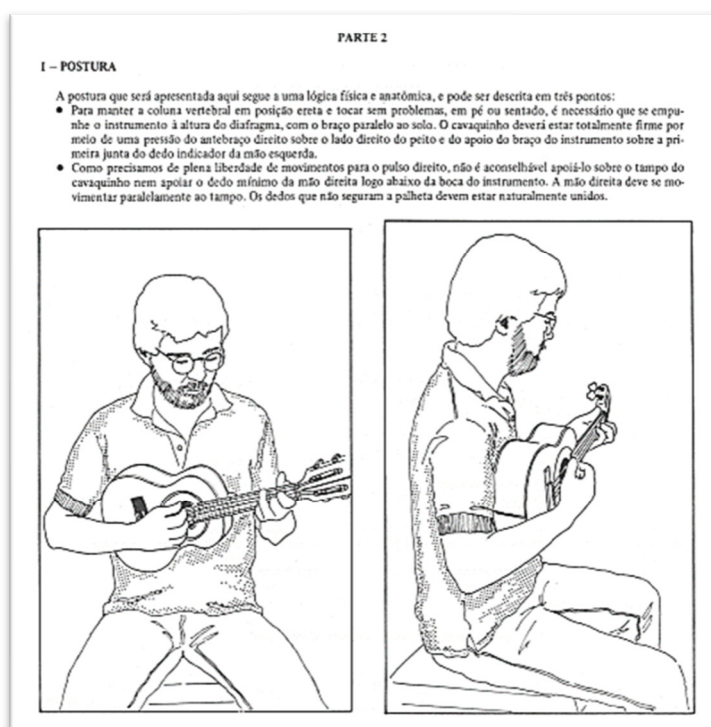 PARTE 2
I – POSTURA
A postura que será apresentada aqui segue a uma lógica física e anatômica, e pode ser descrita em três pontos:
● Para manter a coluna vertebral em posição ereta e tocar sem problemas, em pé ou sentado, é necessário que se empu-
nhe o instrumento à altura do diafragma, com o braço paralelo ao solo. O cavaquinho deverá estar totalmente firme por
meio de uma pressão do antebraço direito sobre o lado direito do peito e do apoio do braço do instrumento sobre a pri-
meira junta do dedo indicador da mão esquerda.
● Como precisamos de plena liberdade de movimentos para o pulso direito, não é aconselhável apoiá-lo sobre o tampo do
cavaquinho nem apoiar o dedo mínimo da mão direita logo abaixo da boca do instrumento. A mão direita deve se mo-
vimentar paralelamente ao tampo. Os dedos que não seguram a palheta devem estar naturalmente unidos.